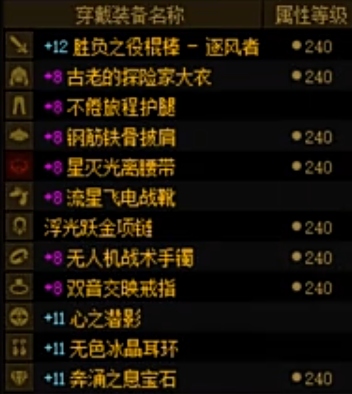 穿戴装备名称 属性等级
+12 胜负之役棍棒 - 逐风者 240
+8 古老的探险家大衣 240
+8 不倦旅程护腿
+8 钢筋铁骨披肩 240
+8 星灭光离腰带 240
+8 流星飞电战靴
浮光跃金项链 240
+8 无人机战术手镯 240
+8 双音交映戒指 240
+11 心之潜影
+11 无色冰晶耳环
+11 奔涌之息宝石 240